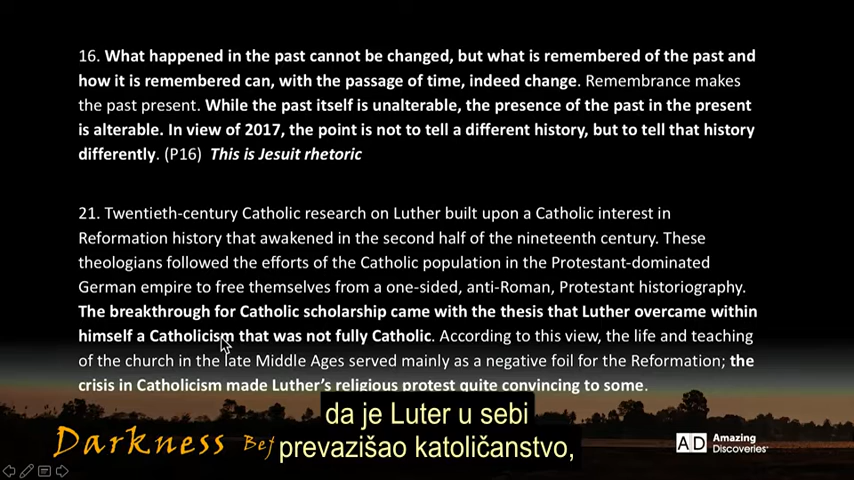 16. What happened in the past cannot be changed, but what is remembered of the past and
how it is remembered can, with the passage of time, indeed change. Remembrance makes
the past present. While the past itself is unalterable, the presence of the past in the present
is alterable. In view of 2017, the point is not to tell a different history, but to tell that history
differently. (P16) This is Jesuit rhetoric
21. Twentieth-century Catholic research on Luther built upon a Catholic interest in
Reformation history that awakened in the second half of the nineteenth century. These
theologians followed the efforts of the Catholic population in the Protestant-dominated
German empire to free themselves from a one-sided, anti-Roman, Protestant historiography.
The breakthrough for Catholic scholarship came with the thesis that Luther overcame within
himself a Catholicism that was not fully Catholic. According to this view, the life and teaching
of the church in the late Middle Ages served mainly as a negative foil for the Reformation; the
crisis in Catholicism made Luther's religious protest quite convincing to some.
da je Luter u sebi
prevazišao katoličanstvo,
Darkness Bef
AD Amazing
Discoveries